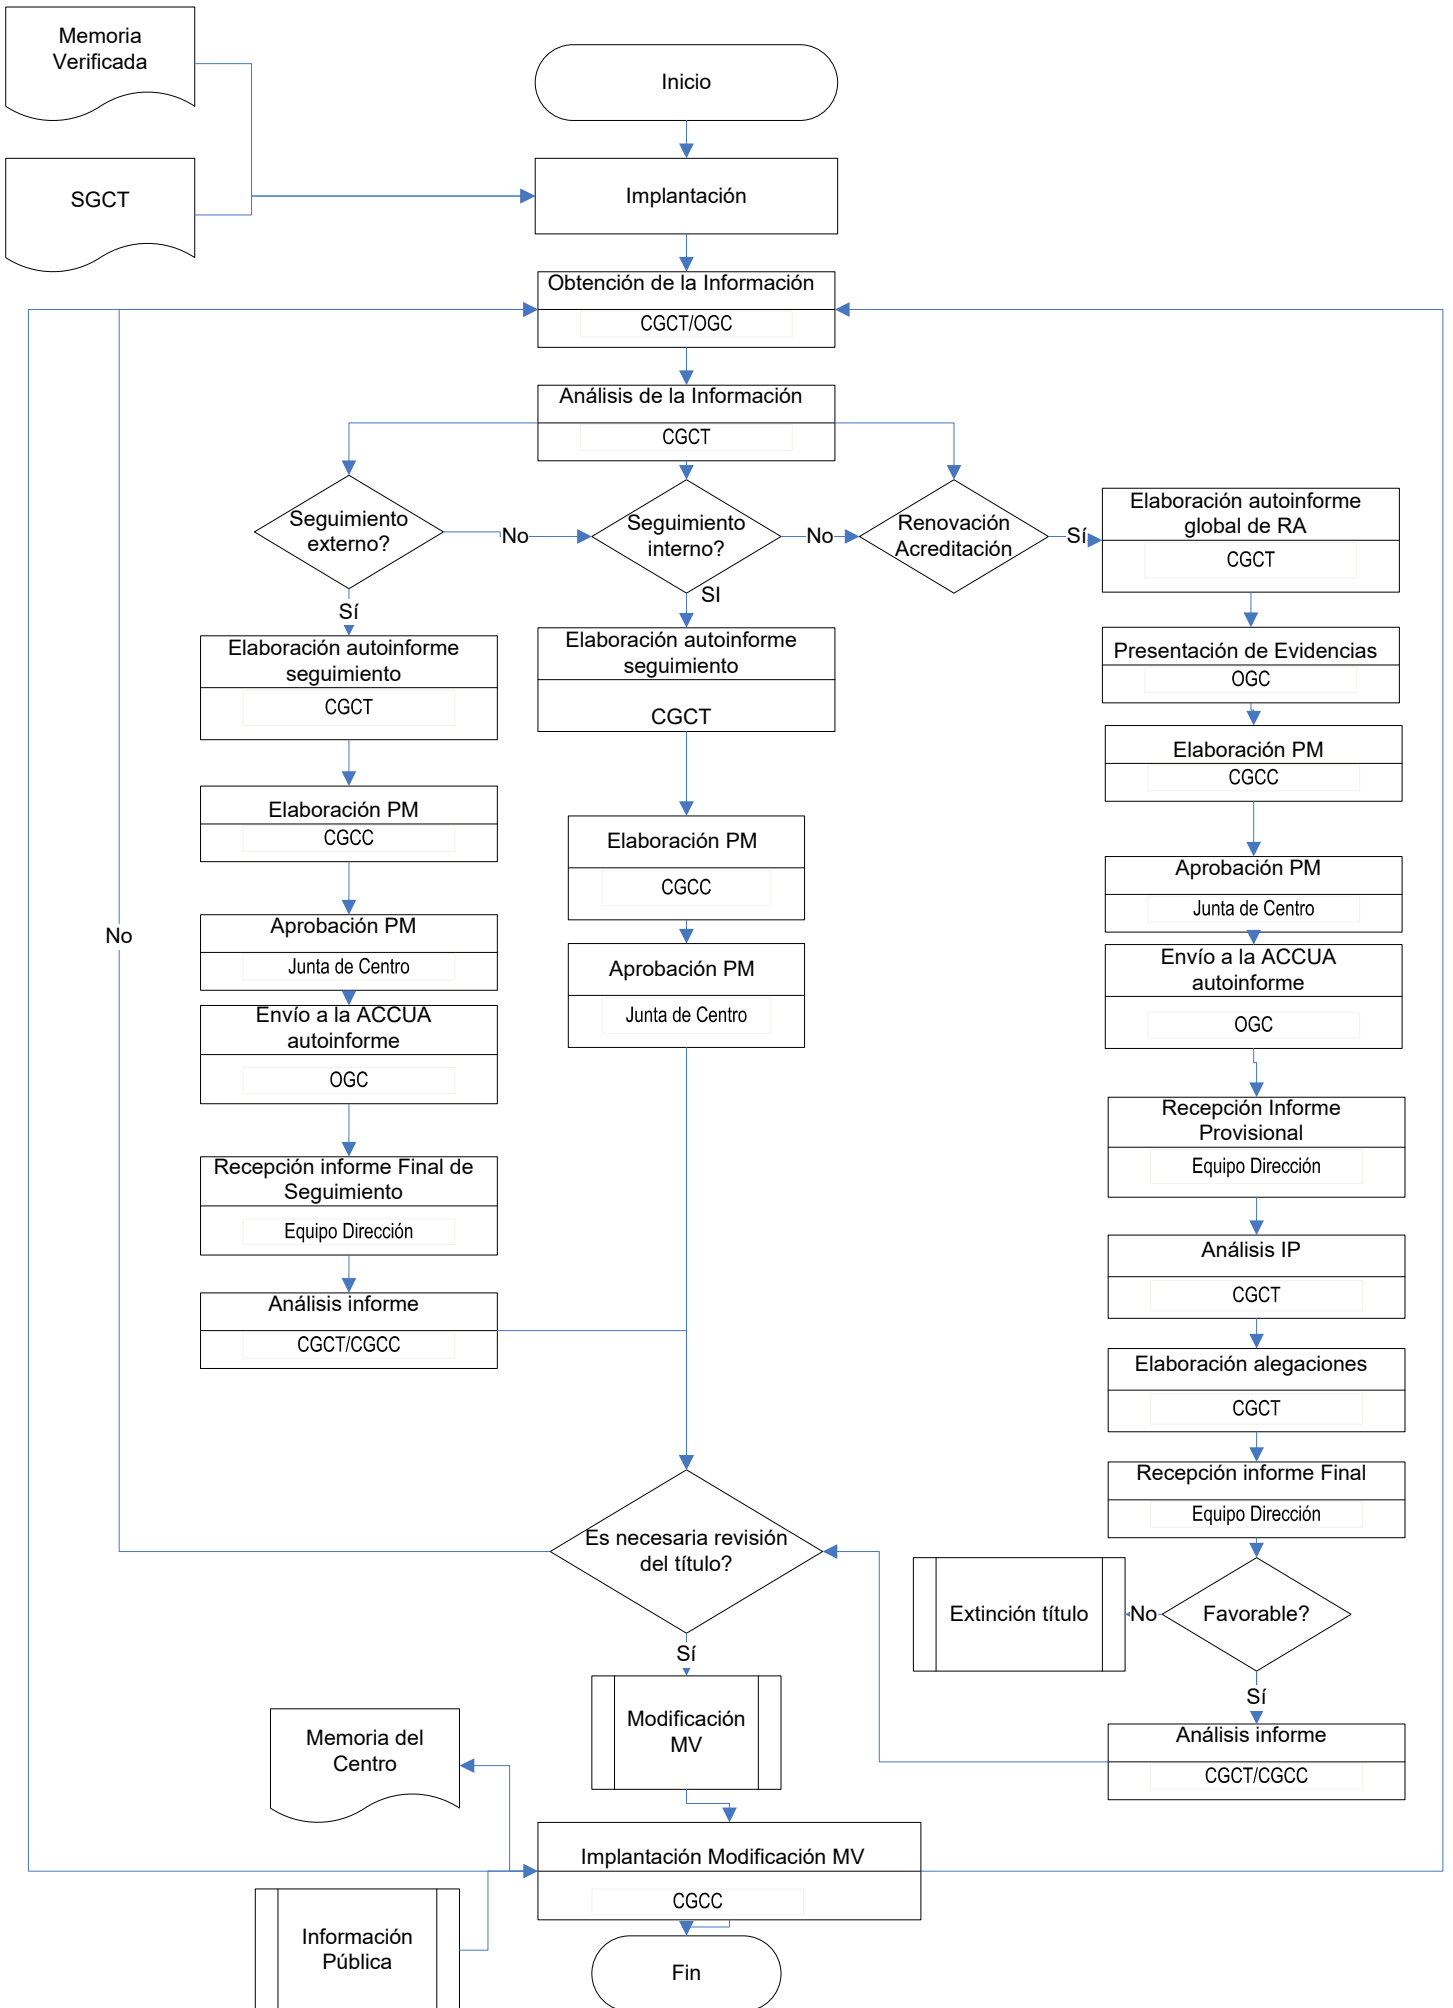 Memoria
Verificada
Inicio
SGCT
Implantación
Obtención de la Información
CGCT/OGC
Análisis de la Información
CGCT
Seguimiento
externo?
No
Seguimiento
interno?
No
Renovación
Acreditación
Sí
Elaboración autoinforme
global de RA
CGCT
Sí
SI
Elaboración autoinforme
seguimiento
CGCT
Elaboración autoinforme
seguimiento
CGCT
Presentación de Evidencias
OGC
Elaboración PM
CGCC
Elaboración PM
CGCC
Elaboración PM
CGCC
Aprobación PM
Junta de Centro
Aprobación PM
Junta de Centro
Aprobación PM
Junta de Centro
No
Envío a la ACCUA
autoinforme
OGC
Envío a la ACCUA
autoinforme
OGC
Recepción informe Final de
Seguimiento
Equipo Dirección
Recepción Informe
Provisional
Equipo Dirección
Análisis informe
CGCT/CGCC
Análisis IP
CGCT
Elaboración alegaciones
CGCT
Recepción informe Final
Equipo Dirección
Es necesaria revisión
del título?
Extinción título
No
Favorable?
Sí
Sí
Modificación
MV
Análisis informe
CGCT/CGCC
Memoria del
Centro
Implantación Modificación MV
CGCC
Información
Pública
Fin